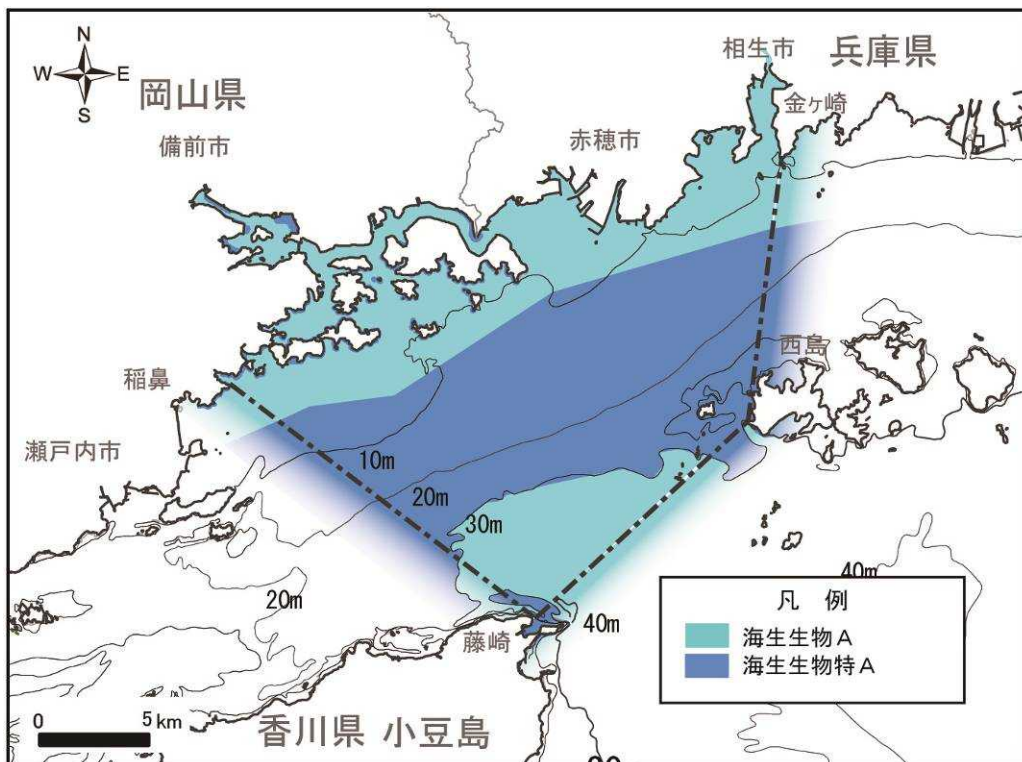 N
W E
S
岡山県
兵庫県
相生市
金ヶ崎
備前市
赤穂市
稲鼻
西島
瀬戸内市
10m
20m
30m
20m
40m
藤崎
40m
凡 例
海生生物A
海生生物特A
0 5km
香川県 小豆島